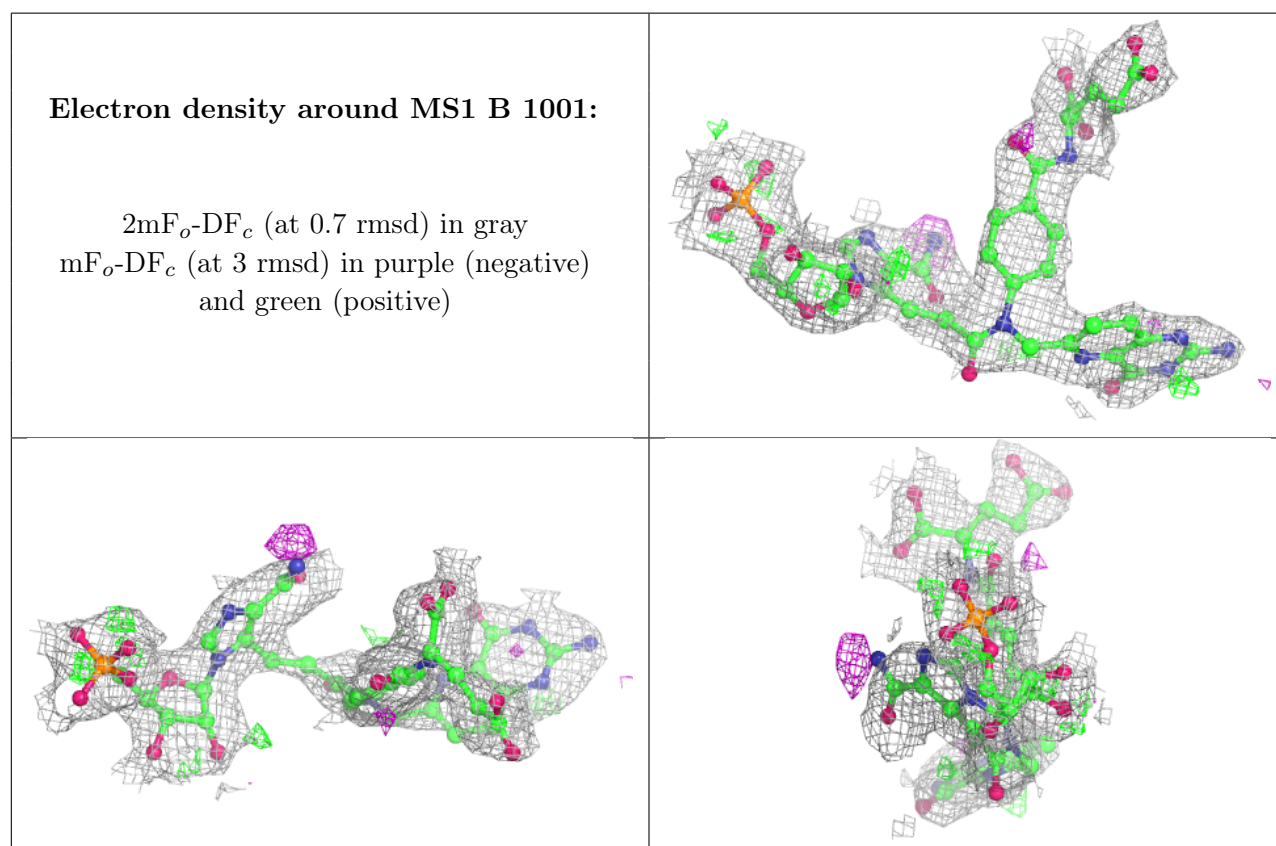 Electron density around MS1 B 1001:
2mFo-DFc (at 0.7 rmsd) in gray
mFo-DFc (at 3 rmsd) in purple (negative)
and green (positive)